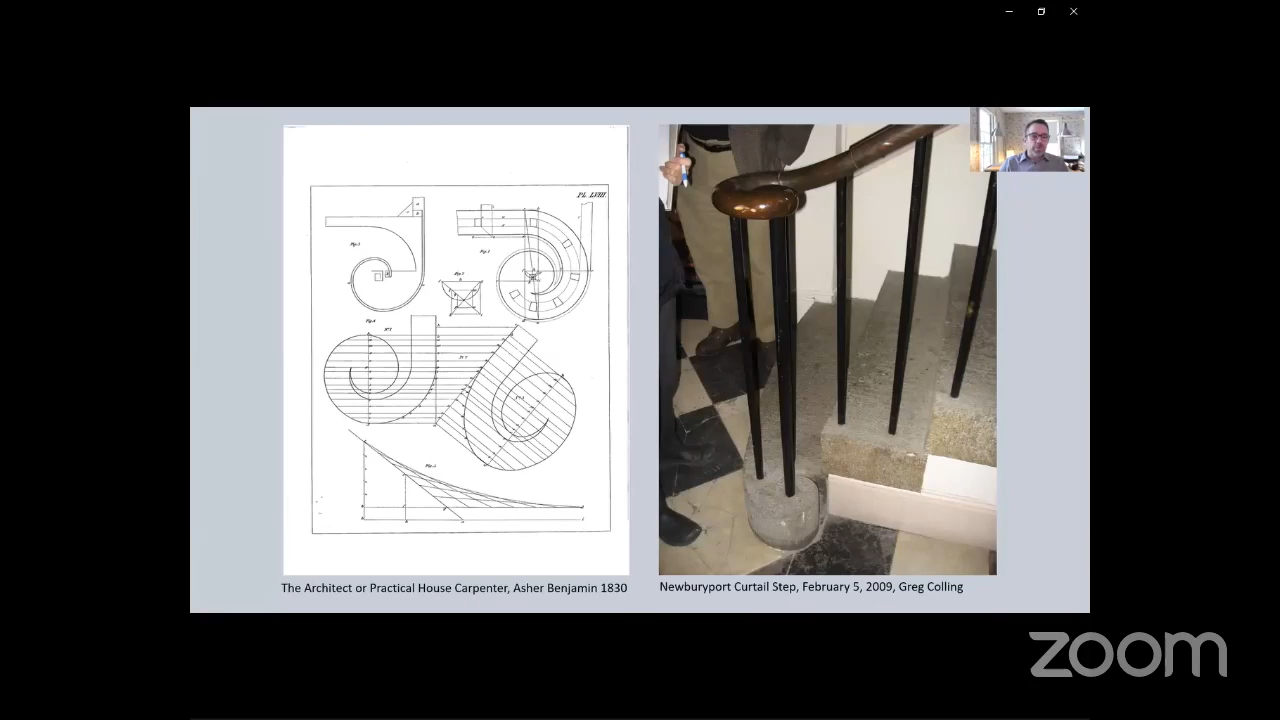 Pl. LVIII.
The Architect or Practical House Carpenter, Asher Benjamin 1830
Newburyport Curtail Step, February 5, 2009, Greg Colling
zoom